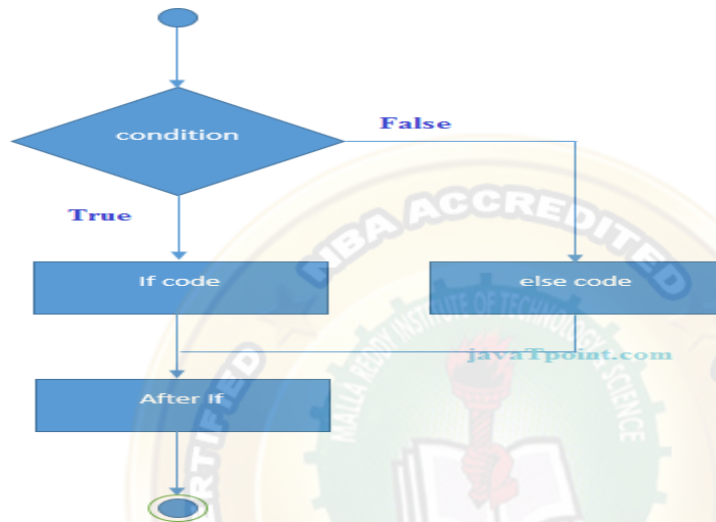 condition
False
True
If code
else code
javaTpoint.com
After If
NBA ACCREDITED
MALLA REDDY INSTITUTE OF TECHNOLOGY & SCIENCE